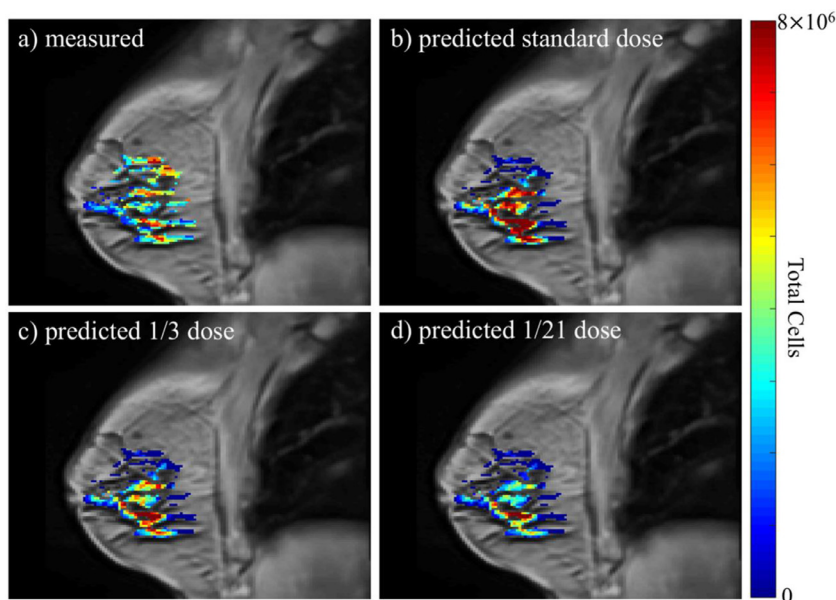 a) measured
b) predicted standard dose
8×10⁶
c) predicted 1/3 dose
d) predicted 1/21 dose
Total Cells
0